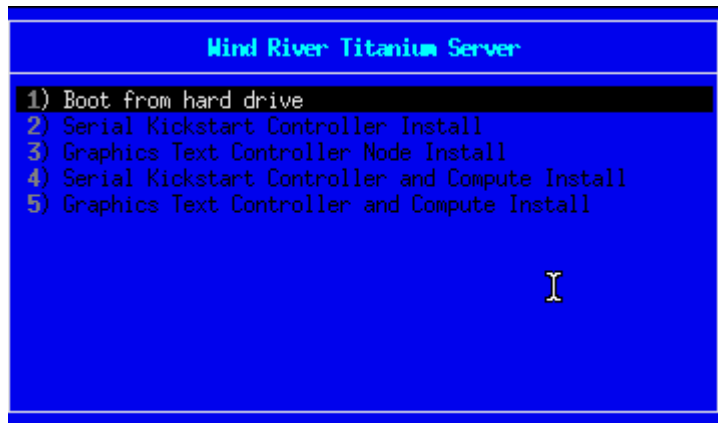 Wind River Titanium Server
1) Boot from hard drive
2) Serial Kickstart Controller Install
3) Graphics Text Controller Node Install
4) Serial Kickstart Controller and Compute Install
5) Graphics Text Controller and Compute Install